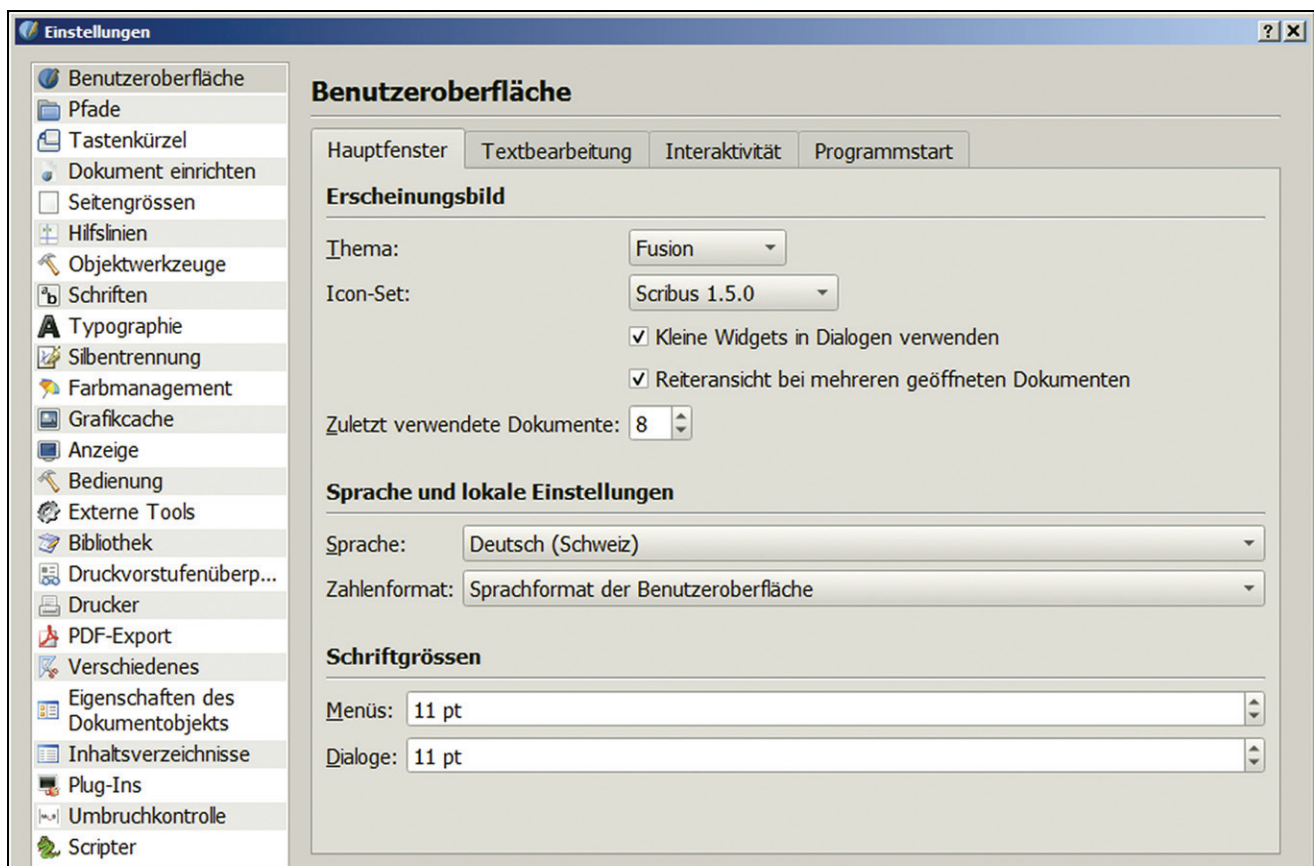 Einstellungen
Benutzeroberfläche
Pfade
Tastenkürzel
Dokument einrichten
Seitengrössen
Hilfslinien
Objektwerkzeuge
Schriften
Typographie
Silbentrennung
Farbmanagement
Grafikcache
Anzeige
Bedienung
Externe Tools
Bibliothek
Druckvorstufenüberp...
Drucker
PDF-Export
Verschiedenes
Eigenschaften des
Dokumentobjekts
Inhaltsverzeichnisse
Plug-Ins
Umbruchkontrolle
Scripter
Benutzeroberfläche
Hauptfenster Textbearbeitung Interaktivität Programmstart
Erscheinungsbild
Thema: Fusion
Icon-Set: Scribus 1.5.0
Kleine Widgets in Dialogen verwenden
Reiteransicht bei mehreren geöffneten Dokumenten
Zuletzt verwendete Dokumente: 8
Sprache und lokale Einstellungen
Sprache: Deutsch (Schweiz)
Zahlenformat: Sprachformat der Benutzeroberfläche
Schriftgrössen
Menüs: 11 pt
Dialoge: 11 pt